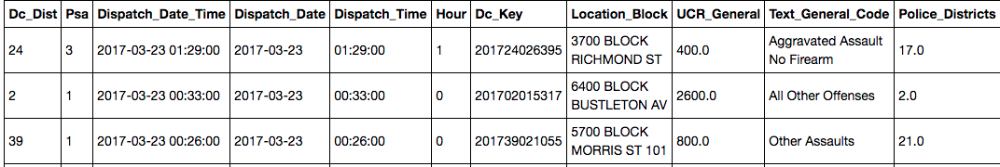 Dc_Dist Psa Dispatch_Date_Time Dispatch_Date Dispatch_Time Hour Dc_Key Location_Block UCR_General Text_General_Code Police_Districts
24 3 2017-03-23 01:29:00 2017-03-23 01:29:00 1 201724026395 3700 BLOCK RICHMOND ST 400.0 Aggravated Assault No Firearm 17.0
2 1 2017-03-23 00:33:00 2017-03-23 00:33:00 0 201702015317 6400 BLOCK BUSTLETON AV 2600.0 All Other Offenses 2.0
39 1 2017-03-23 00:26:00 2017-03-23 00:26:00 0 201739021055 5700 BLOCK MORRIS ST 101 800.0 Other Assaults 21.0